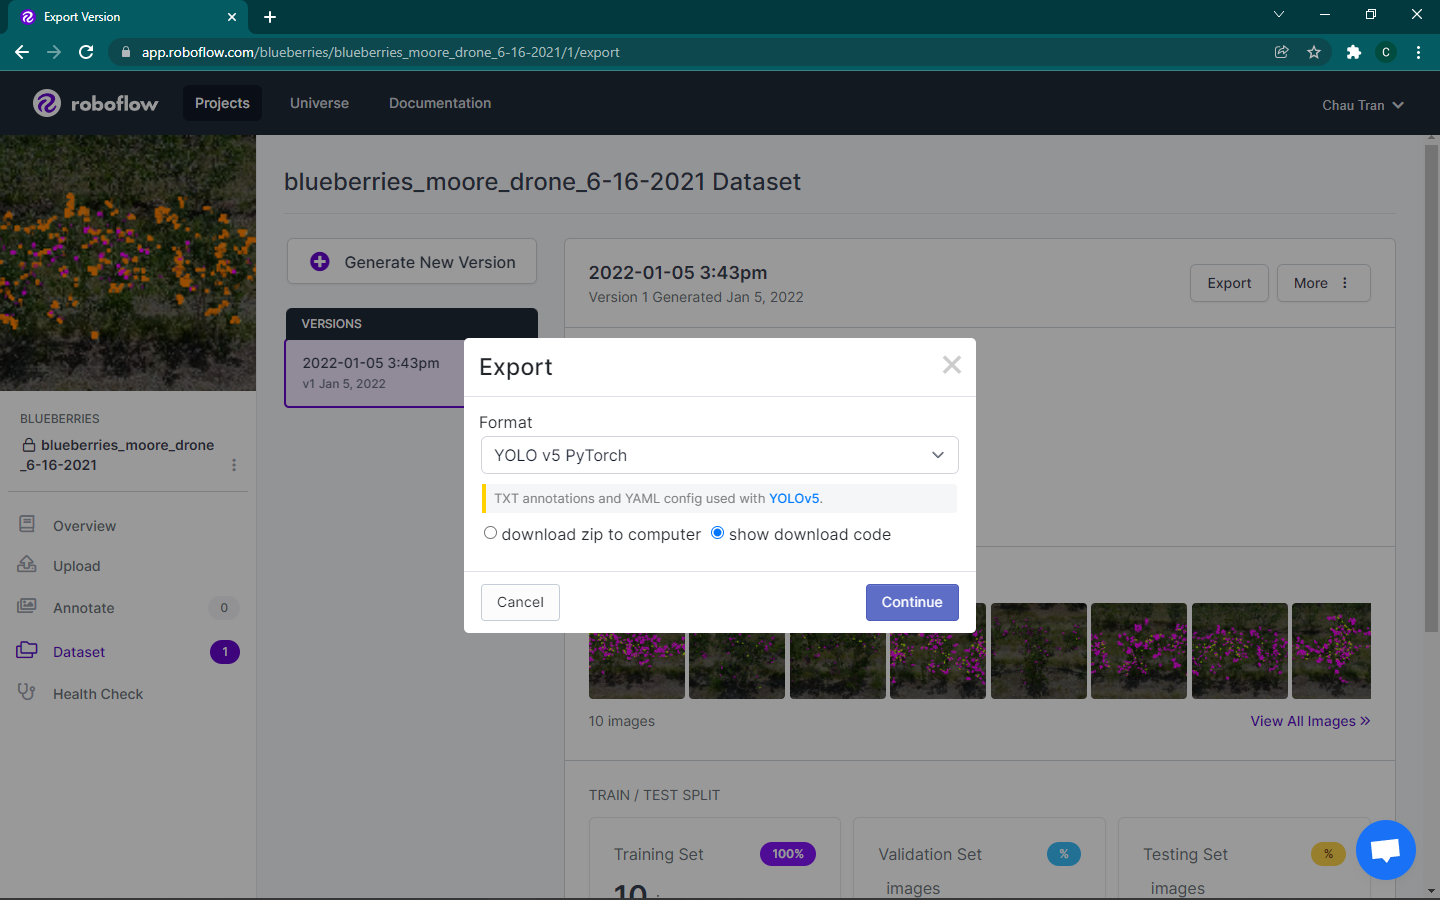 Export Version
app.roboflow.com/blueberries/blueberries_moore_drone_6-16-2021/1/export
C
roboflow
Projects
Universe
Documentation
Chau Tran
blueberries_moore_drone_6-16-2021 Dataset
Generate New Version
VERSIONS
2022-01-05 3:43pm
v1 Jan 5, 2022
2022-01-05 3:43pm
Version 1 Generated Jan 5, 2022
Export
More
BLUEBERRIES
blueberries_moore_drone
_6-16-2021
Overview
Upload
Annotate
0
Dataset
1
Health Check
Export
Format
YOLO v5 PyTorch
TXT annotations and YAML config used with YOLOv5.
download zip to computer
show download code
Cancel
Continue
10 images
View All Images
TRAIN / TEST SPLIT
Training Set
100%
10
Validation Set
%
images
Testing Set
%
images